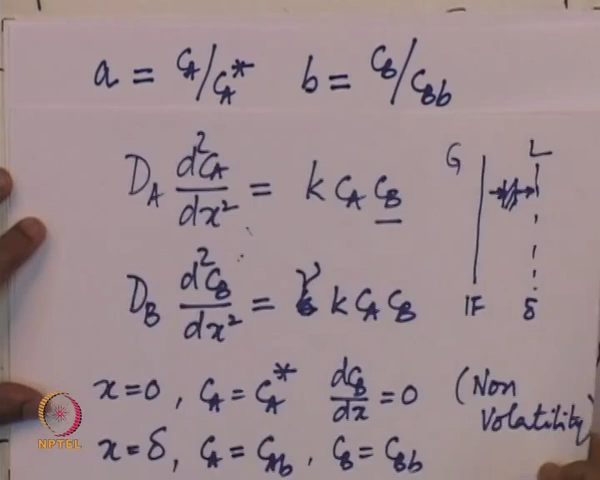 a = C_A/C_A* b = C_B/C_Bb
D_A d²C_A/dx² = k C_A C_B
G L
D_B d²C_B/dx² = ν k C_A C_B
IF δ
x=0, C_A = C_A* dC_B/dx = 0 (Non Volatility)
x=δ, C_A = C_Ab, C_B = C_Bb
NPTEL